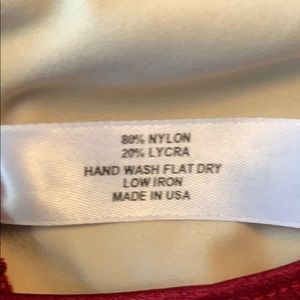 80% NYLON
20% LYCRA
HAND WASH FLAT DRY
LOW IRON
MADE IN USA